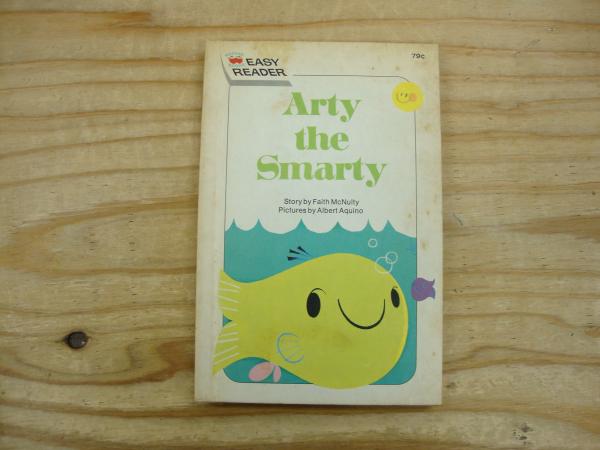 EASY
READER
79¢
Arty
the
Smarty
Story by Faith McNulty
Pictures by Albert Aquino